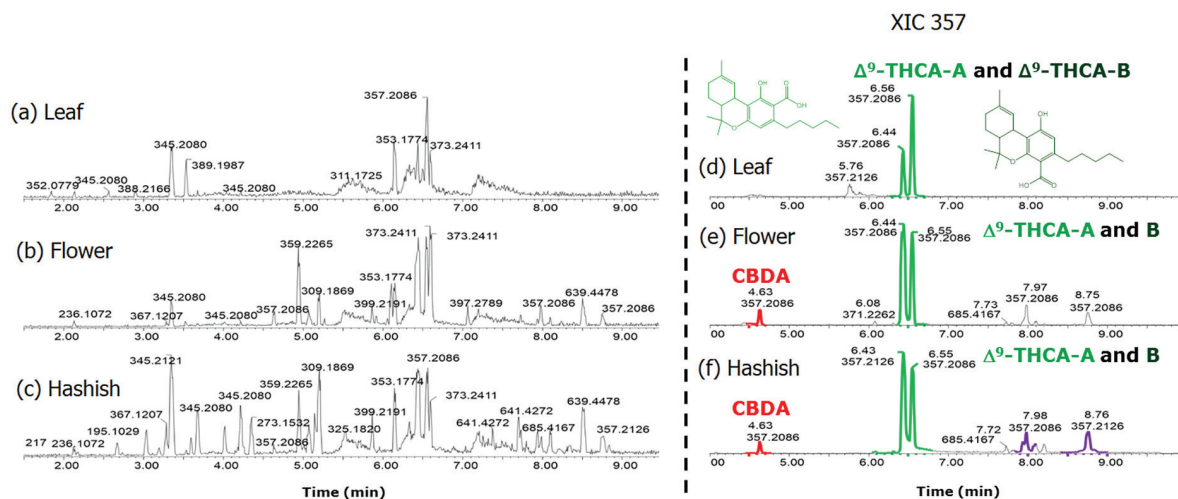 XIC 357
Δ⁹-THCA-A and Δ⁹-THCA-B
(a) Leaf
357.2086
345.2080
353.1774
373.2411
389.1987
352.0779
345.2080
388.2166
345.2080
311.1725
2.00 3.00 4.00 5.00 6.00 7.00 8.00 9.00
(b) Flower
359.2265
373.2411
373.2411
353.1774
345.2080
309.1869
236.1072
367.1207
345.2080
357.2086
399.2191
397.2789
357.2086
639.4478
357.2086
2.00 3.00 4.00 5.00 6.00 7.00 8.00 9.00
(c) Hashish
345.2121
359.2265
309.1869
357.2086
353.1774
373.2411
367.1207
345.2080
345.2080
195.1029
273.1532
399.2191
641.4272
639.4478
217
236.1072
357.2086
325.1820
641.4272
685.4167
357.2126
2.00 3.00 4.00 5.00 6.00 7.00 8.00 9.00
Time (min)
(d) Leaf
6.56
357.2086
6.44
357.2086
5.76
357.2126
OH O
OH
O
OH
O
O
OH
.00 5.00 6.00 7.00 8.00 9.00
(e) Flower
Δ⁹-THCA-A and B
6.44
357.2086
6.55
357.2086
CBDA
4.63
357.2086
6.08
371.2262
7.73
685.4167
7.97
357.2086
8.75
357.2086
.00 5.00 6.00 7.00 8.00 9.00
(f) Hashish
Δ⁹-THCA-A and B
6.43
357.2126
6.55
357.2086
CBDA
4.63
357.2086
7.72
685.4167
7.98
357.2086
8.76
357.2126
.00 5.00 6.00 7.00 8.00 9.00
Time (min)